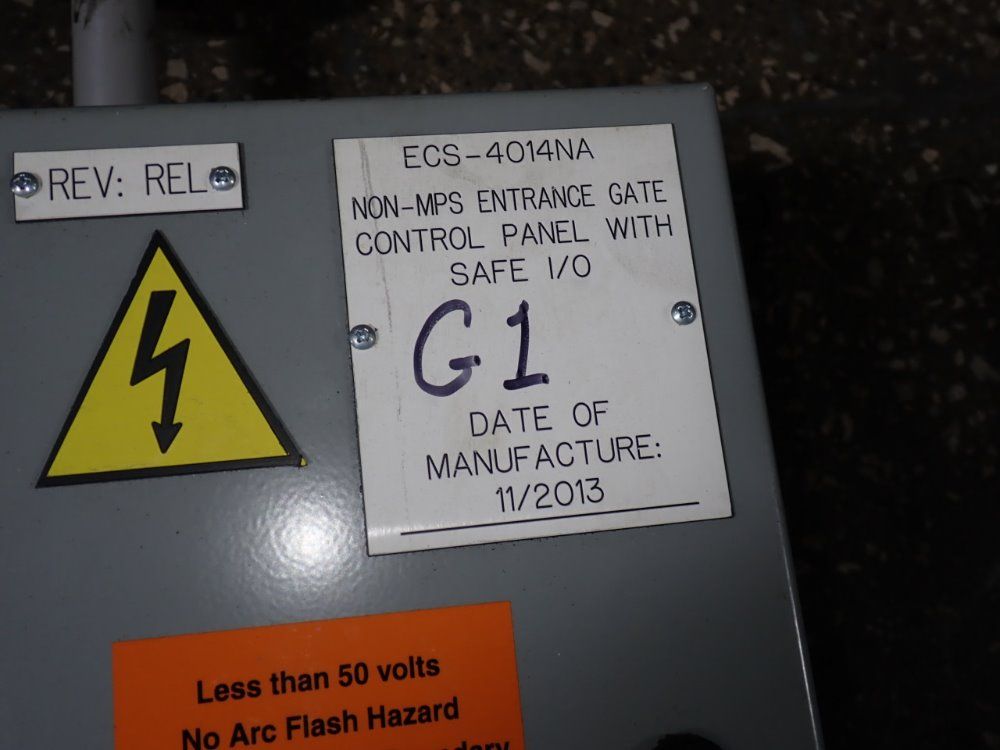 REV: REL
ECS-4014NA
NON-MPS ENTRANCE GATE
CONTROL PANEL WITH
SAFE I/O
G1
DATE OF
MANUFACTURE:
11/2013
Less than 50 volts
No Arc Flash Hazard